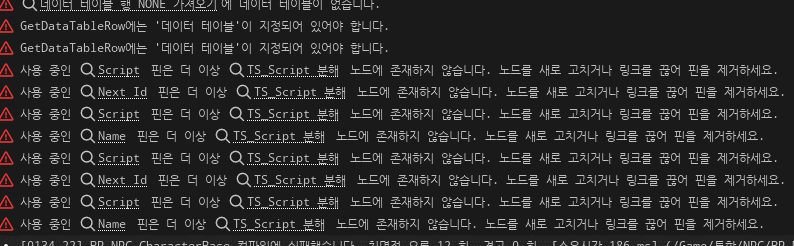 데이터 테이블 행 NONE 가져오기 에 데이터 테이블이 없습니다.
GetDataTableRow에는 '데이터 테이블'이 지정되어 있어야 합니다.
GetDataTableRow에는 '데이터 테이블'이 지정되어 있어야 합니다.
사용 중인 Script 핀은 더 이상 TS_Script 분해 노드에 존재하지 않습니다. 노드를 새로 고치거나 링크를 끊어 핀을 제거하세요.
사용 중인 Next Id 핀은 더 이상 TS_Script 분해 노드에 존재하지 않습니다. 노드를 새로 고치거나 링크를 끊어 핀을 제거하세요.
사용 중인 Script 핀은 더 이상 TS_Script 분해 노드에 존재하지 않습니다. 노드를 새로 고치거나 링크를 끊어 핀을 제거하세요.
사용 중인 Name 핀은 더 이상 TS_Script 분해 노드에 존재하지 않습니다. 노드를 새로 고치거나 링크를 끊어 핀을 제거하세요.
사용 중인 Script 핀은 더 이상 TS_Script 분해 노드에 존재하지 않습니다. 노드를 새로 고치거나 링크를 끊어 핀을 제거하세요.
사용 중인 Next Id 핀은 더 이상 TS_Script 분해 노드에 존재하지 않습니다. 노드를 새로 고치거나 링크를 끊어 핀을 제거하세요.
사용 중인 Script 핀은 더 이상 TS_Script 분해 노드에 존재하지 않습니다. 노드를 새로 고치거나 링크를 끊어 핀을 제거하세요.
사용 중인 Name 핀은 더 이상 TS_Script 분해 노드에 존재하지 않습니다. 노드를 새로 고치거나 링크를 끊어 핀을 제거하세요.
[0134.22] BP_NPC_CharacterBase 컴파일에 실패했습니다. 치명적 오류 12 회, 경고 0 회. [소요시간 186 ms]